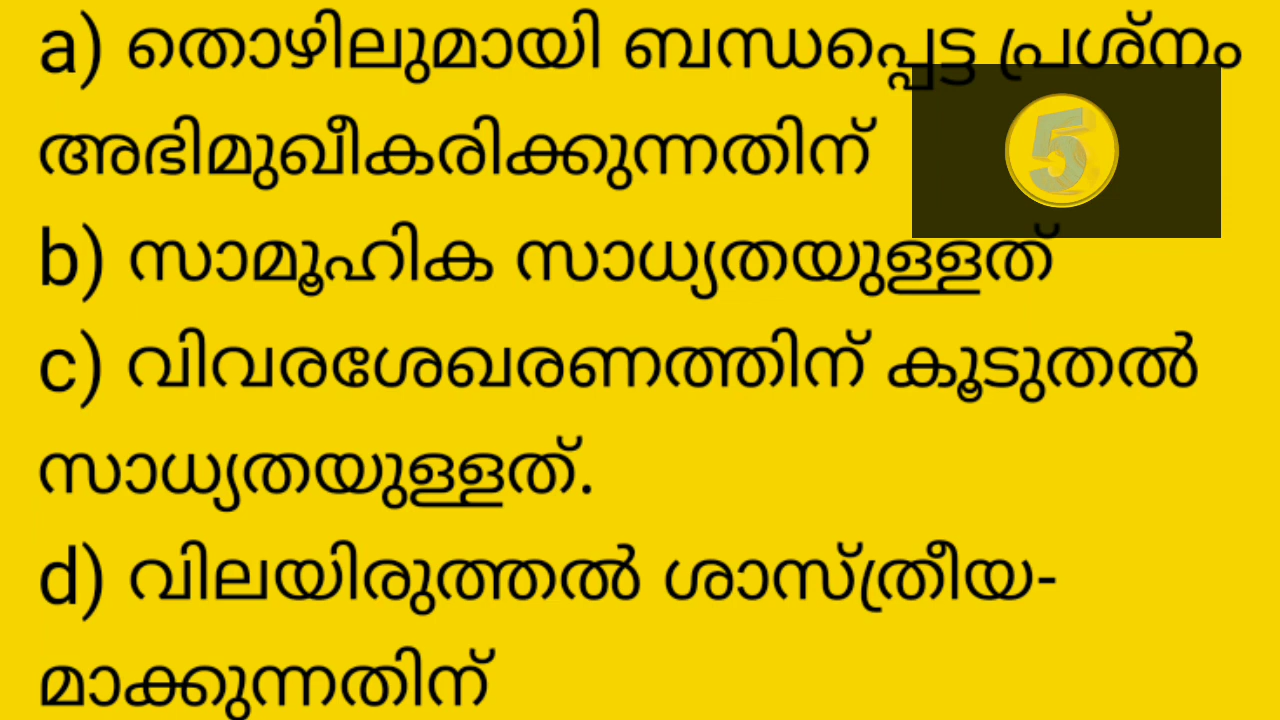 a) തൊഴിലുമായി ബന്ധപ്പെട്ട പ്രശ്നം
5
അഭിമുഖീകരിക്കുന്നതിന്
b) സാമൂഹിക സാധ്യതയുള്ളത്
c) വിവരശേഖരണത്തിന് കൂടുതൽ
സാധ്യതയുള്ളത്.
d) വിലയിരുത്തൽ ശാസ്ത്രീയ-
മാക്കുന്നതിന്